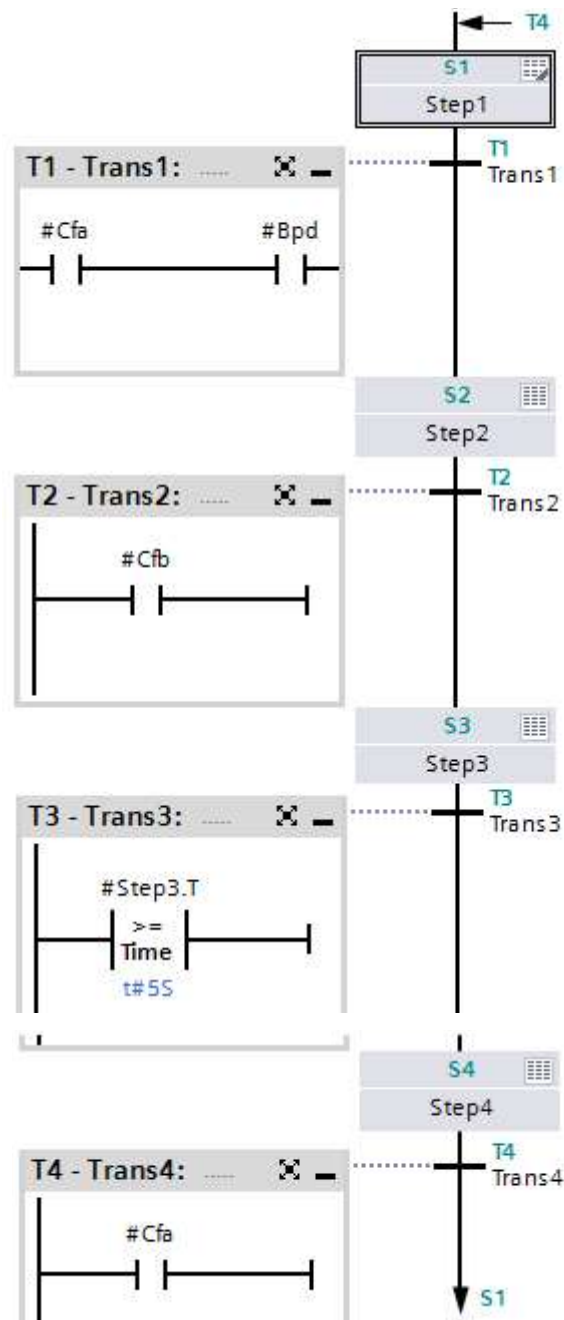 T4
S1
Step1
T1 - Trans1: .....
T1
Trans1
#Cfa #Bpd
S2
Step2
T2 - Trans2: .....
T2
Trans2
#Cfb
S3
Step3
T3 - Trans3: .....
T3
Trans3
#Step3.T
>=
Time
t#5S
S4
Step4
T4 - Trans4: .....
T4
Trans4
#Cfa
S1